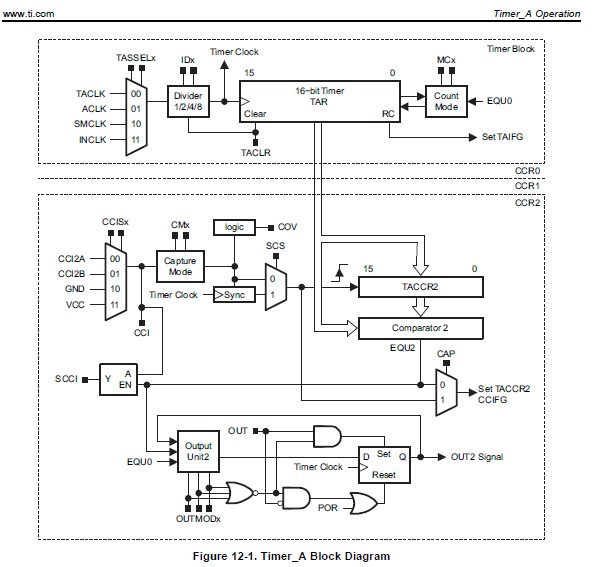 www.ti.com
Timer_A Operation
Timer Block
TASSELx
IDx
Timer Clock
15
0
MCx
TACLK
00
ACLK
01
SMCLK
10
INCLK
11
Divider
1/2/4/8
16-bit Timer
TAR
Clear
RC
Count
Mode
EQU0
Set TAIFG
TACLR
CCR0
CCR1
CCR2
CCISx
CMx
logic
COV
SCS
CCI2A
00
CCI2B
01
GND
10
VCC
11
Capture
Mode
Timer Clock
Sync
0
1
15
0
TACCR2
CCI
Comparator 2
EQU2
CAP
SCCI
Y
A
EN
0
1
Set TACCR2
CCIFG
OUT
Output
Unit2
EQU0
Timer Clock
D
Set
Q
Reset
OUT2 Signal
POR
OUTMODx
Figure 12-1. Timer_A Block Diagram